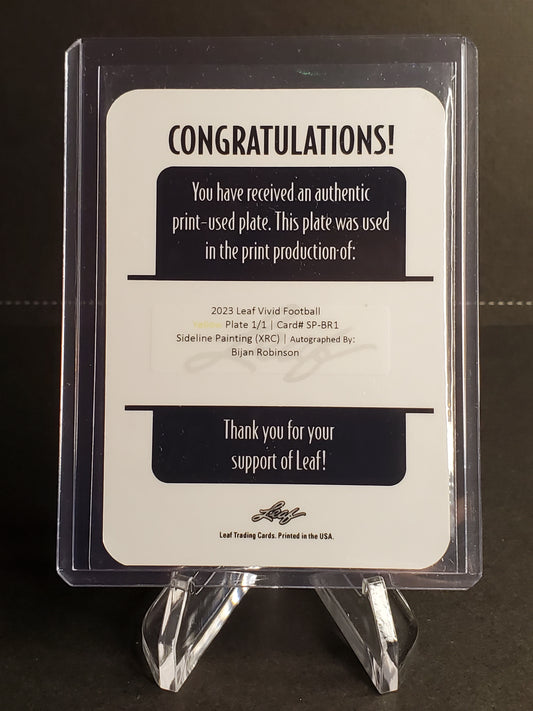 CONGRATULATIONS!
You have received an authentic
print-used plate. This plate was used
in the print production of:
2023 Leaf Vivid Football
Yellow Plate 1/1 | Card# SP-BR1
Sideline Painting (XRC) | Autographed By:
Bijan Robinson
Thank you for your
support of Leaf!
Leaf
Leaf Trading Cards. Printed in the USA.